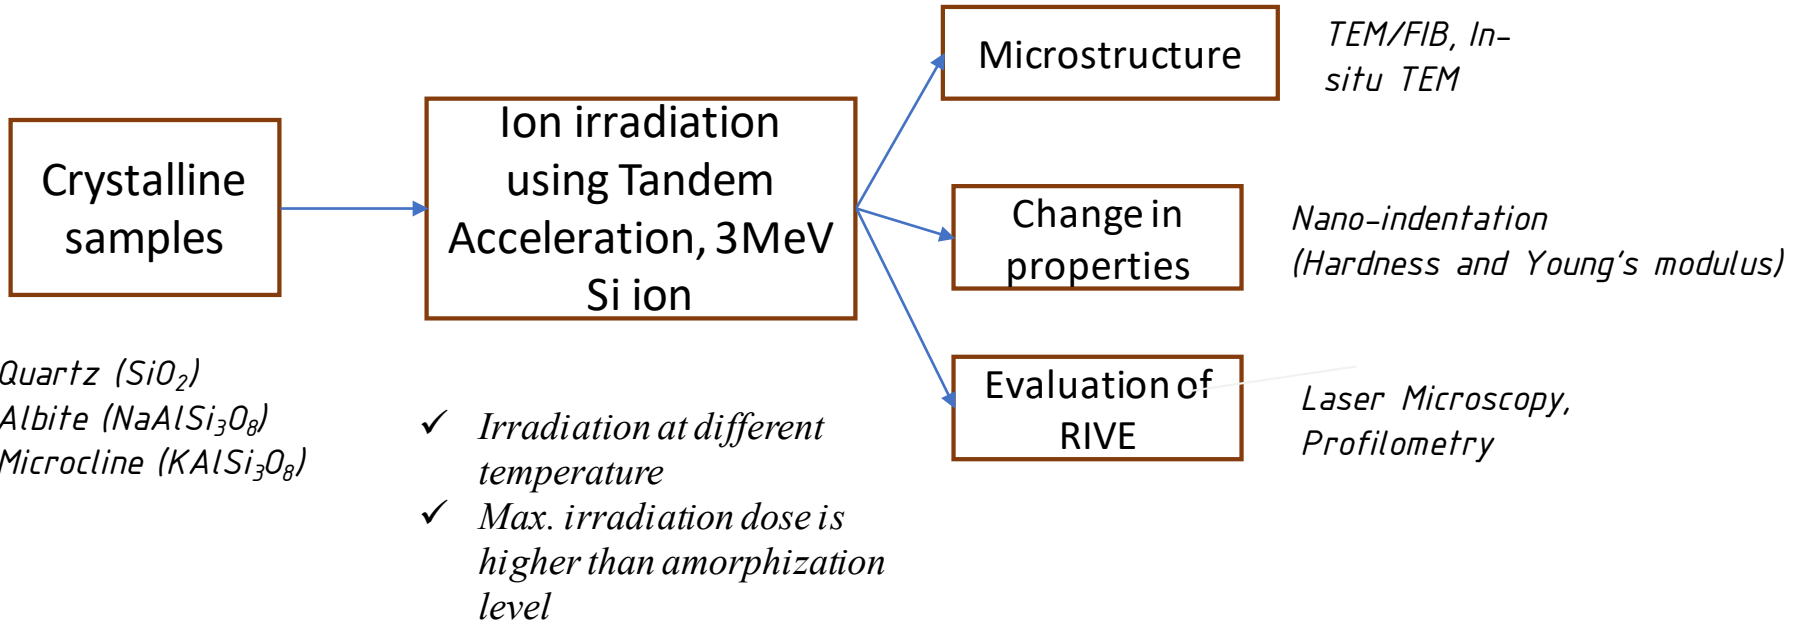 Crystalline
samples
Quartz (SiO₂)
Albite (NaAlSi₃O₈)
Microcline (KAlSi₃O₈)
Ion irradiation
using Tandem
Acceleration, 3MeV
Si ion
✓ Irradiation at different
temperature
✓ Max. irradiation dose is
higher than amorphization
level
Microstructure
TEM/FIB, In-
situ TEM
Change in
properties
Nano-indentation
(Hardness and Young's modulus)
Evaluation of
RIVE
Laser Microscopy,
Profilometry